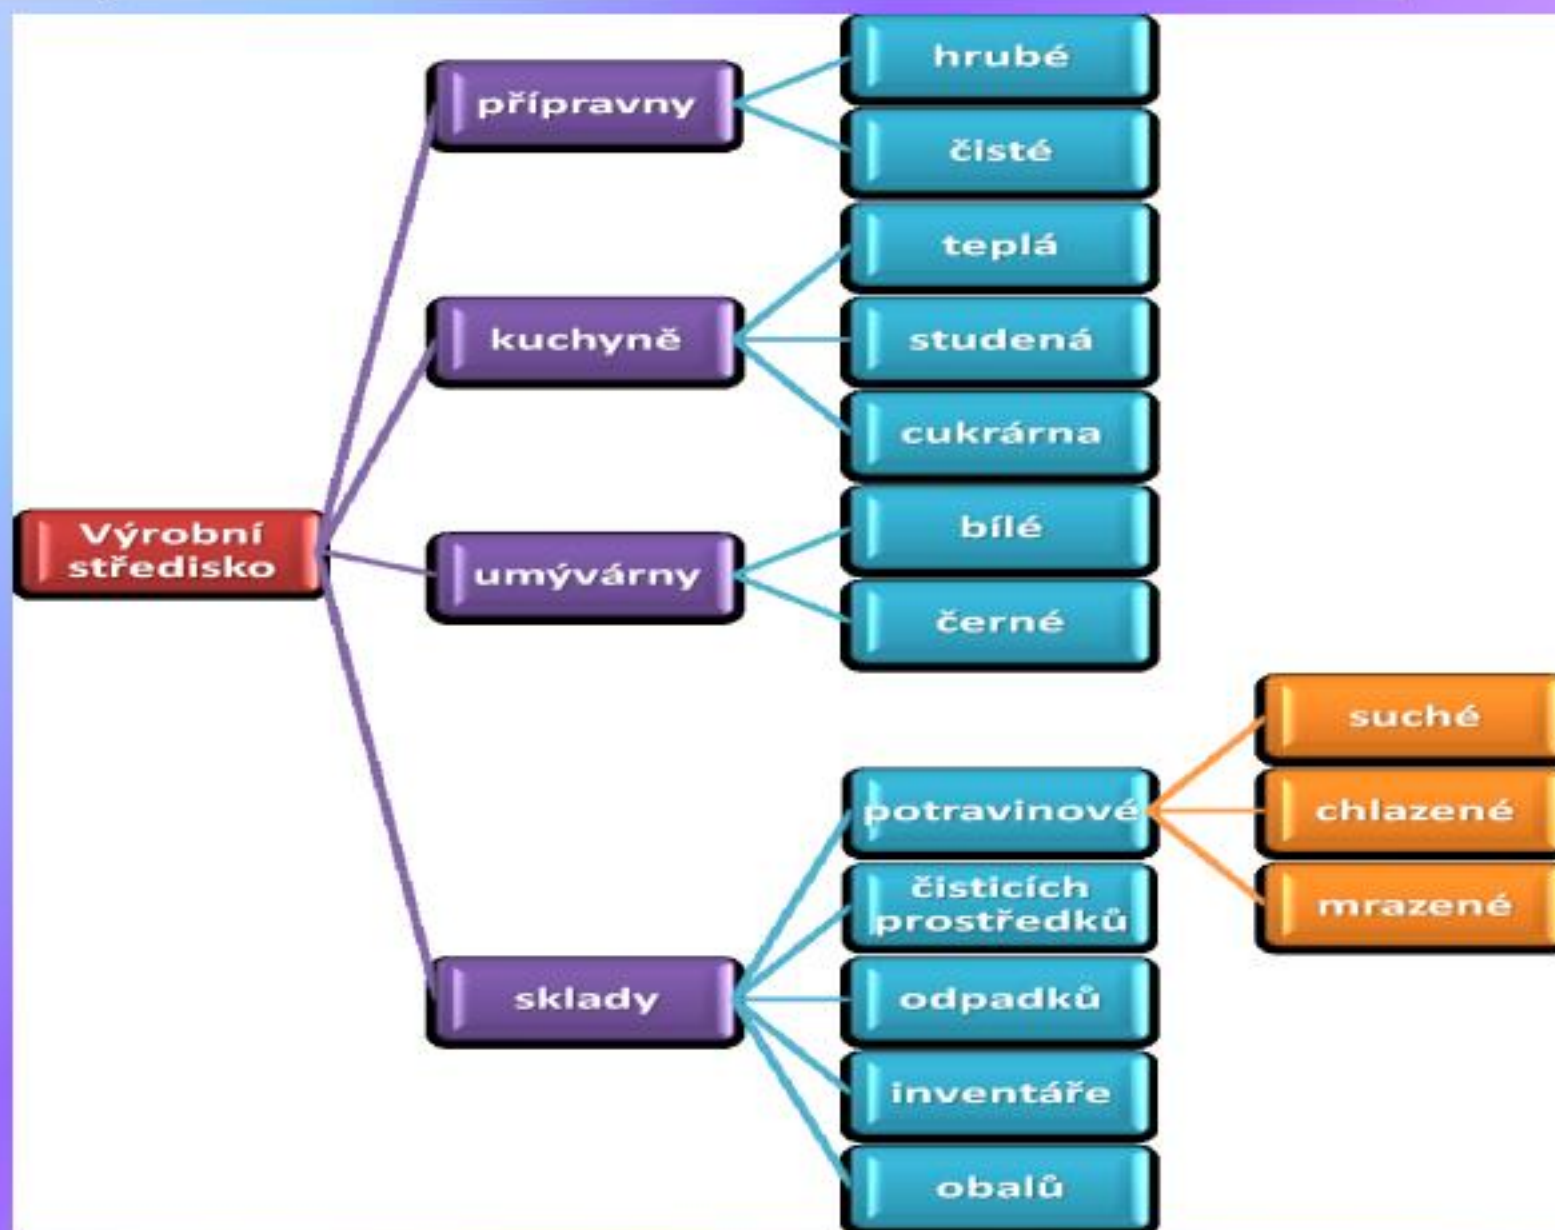 hrubé
přípravny
čisté
teplá
kuchyně
studená
cukrárna
Výrobní
středisko
bílé
umývárny
černé
suché
potravinové
chlazené
čisticích
prostředků
mrazené
sklady
odpadků
inventáře
obalů